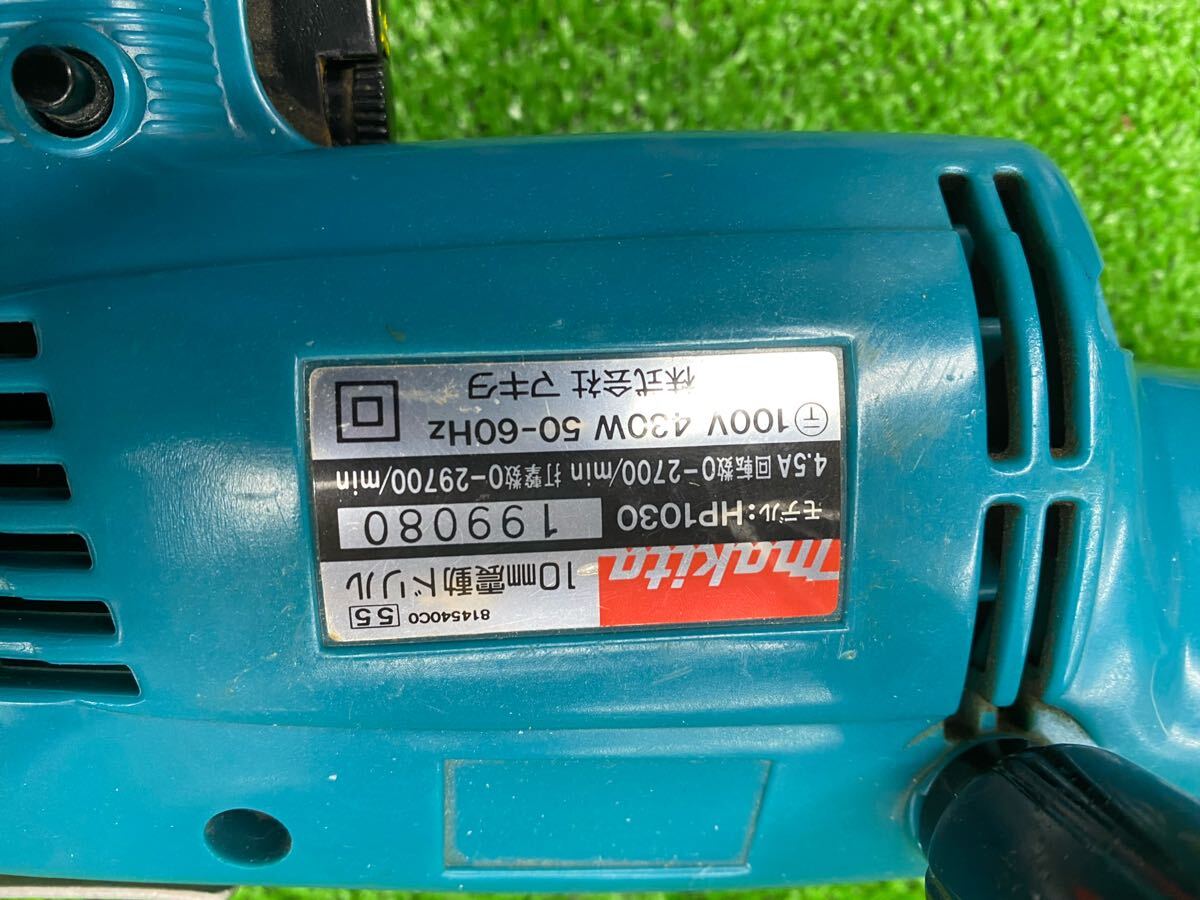 814540C0 55
makita 10mm震動ドリル
モデル:HP1030 199080
4.5A 回転数0-2700/min 打撃数0-29700/min
100V 430W 50-60Hz
株式会社 マキタ